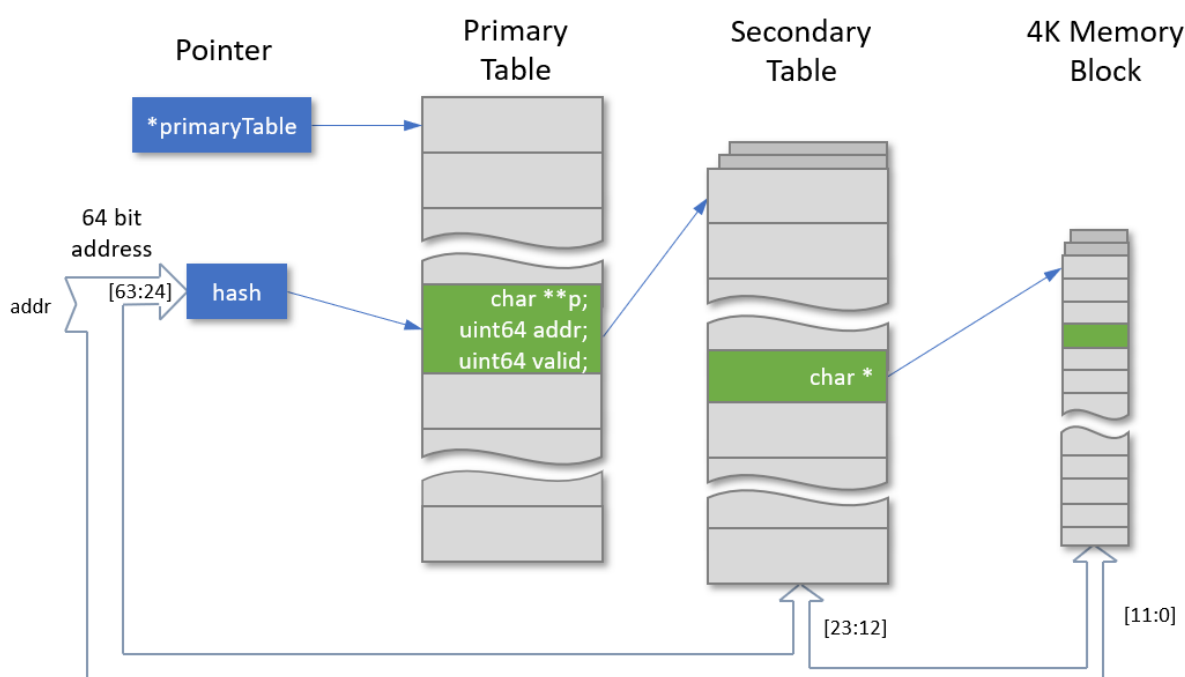 Pointer
Primary
Table
Secondary
Table
4K Memory
Block
*primaryTable
64 bit
address
addr
[63:24]
hash
char **p;
uint64 addr;
uint64 valid;
char *
[23:12]
[11:0]